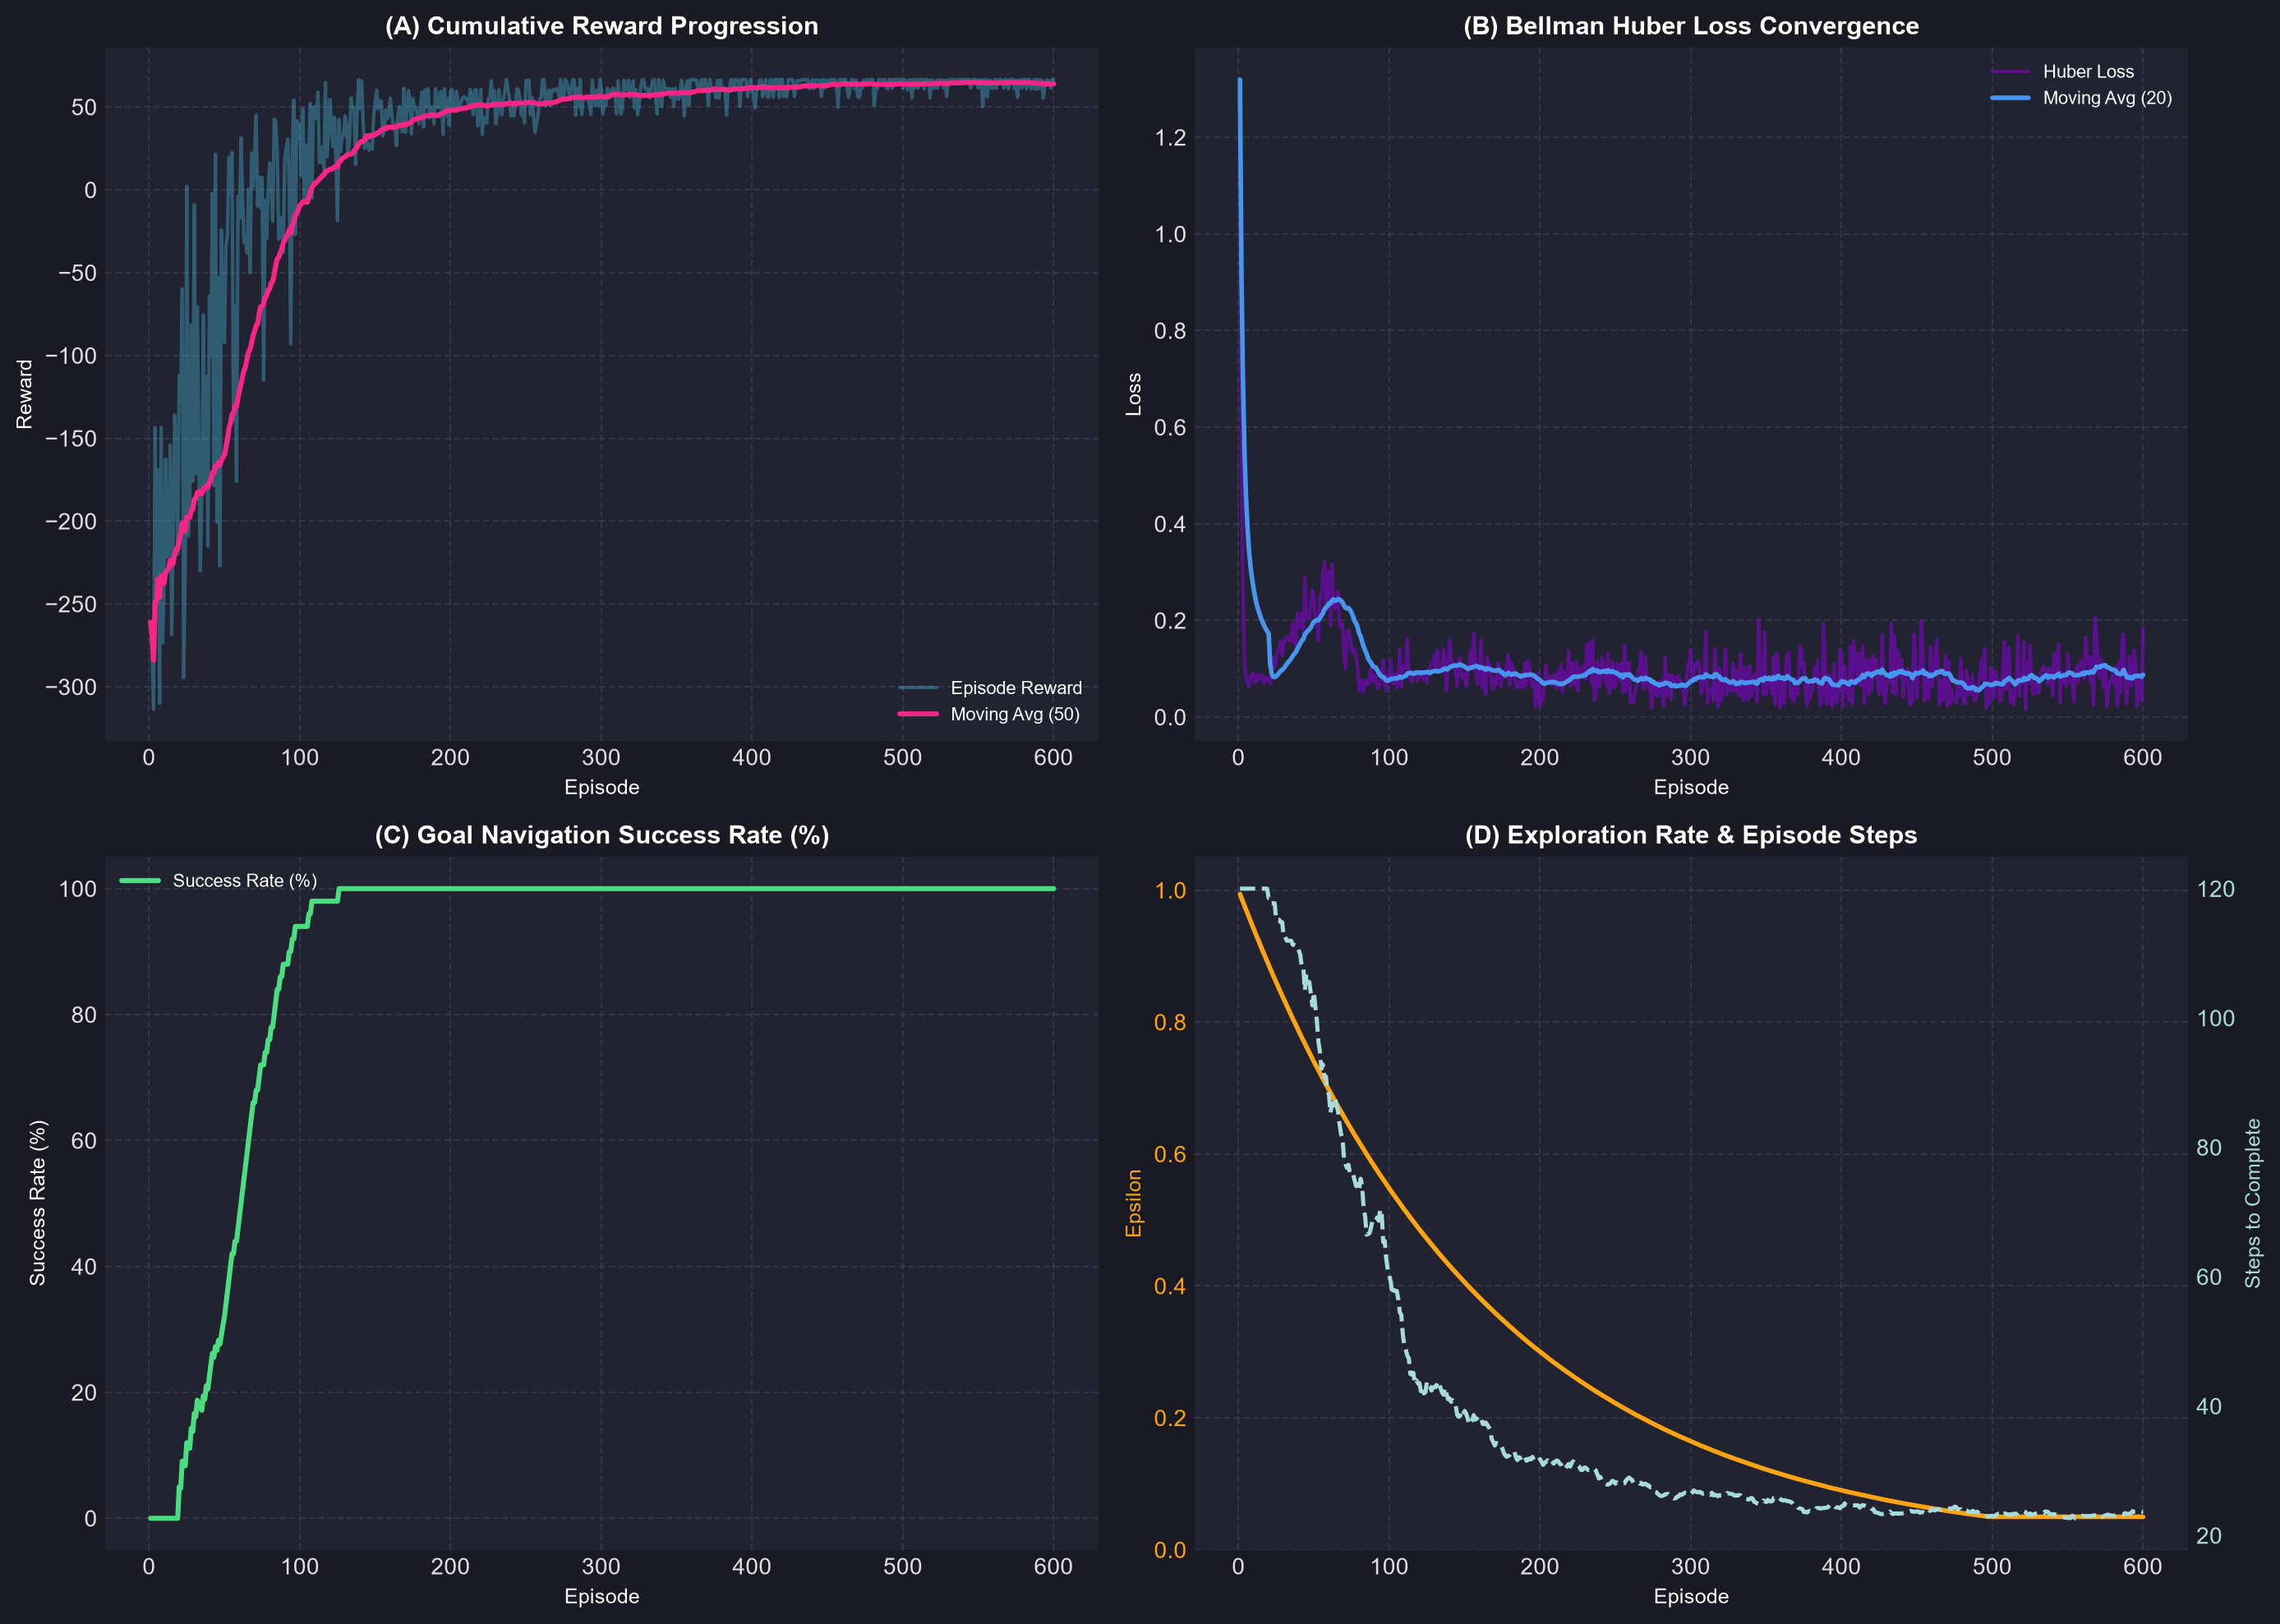 (A) Cumulative Reward Progression
Reward
50
0
−50
−100
−150
−200
−250
−300
Episode Reward
Moving Avg (50)
0 100 200 300 400 500 600
Episode
(B) Bellman Huber Loss Convergence
Loss
1.2
1.0
0.8
0.6
0.4
0.2
0.0
Huber Loss
Moving Avg (20)
0 100 200 300 400 500 600
Episode
(C) Goal Navigation Success Rate (%)
Success Rate (%)
100
80
60
40
20
0
Success Rate (%)
0 100 200 300 400 500 600
Episode
(D) Exploration Rate & Episode Steps
Epsilon
1.0
0.8
0.6
0.4
0.2
0.0
120
100
80
60
40
20
Steps to Complete
0 100 200 300 400 500 600
Episode